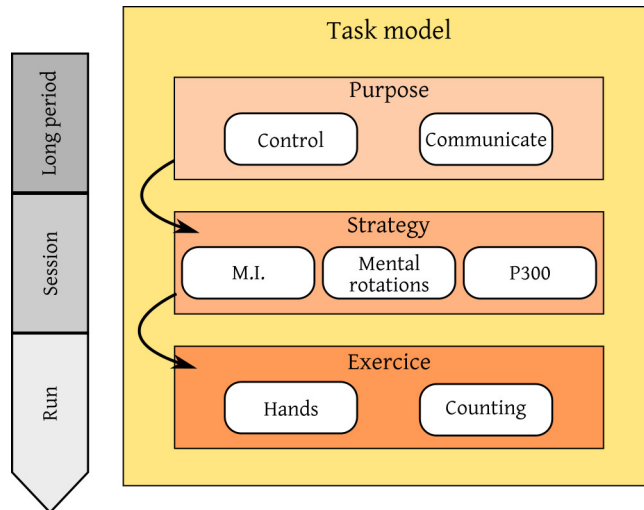 Task model
Long period
Purpose
Control
Communicate
Session
Strategy
M.I.
Mental
rotations
P300
Run
Exercice
Hands
Counting